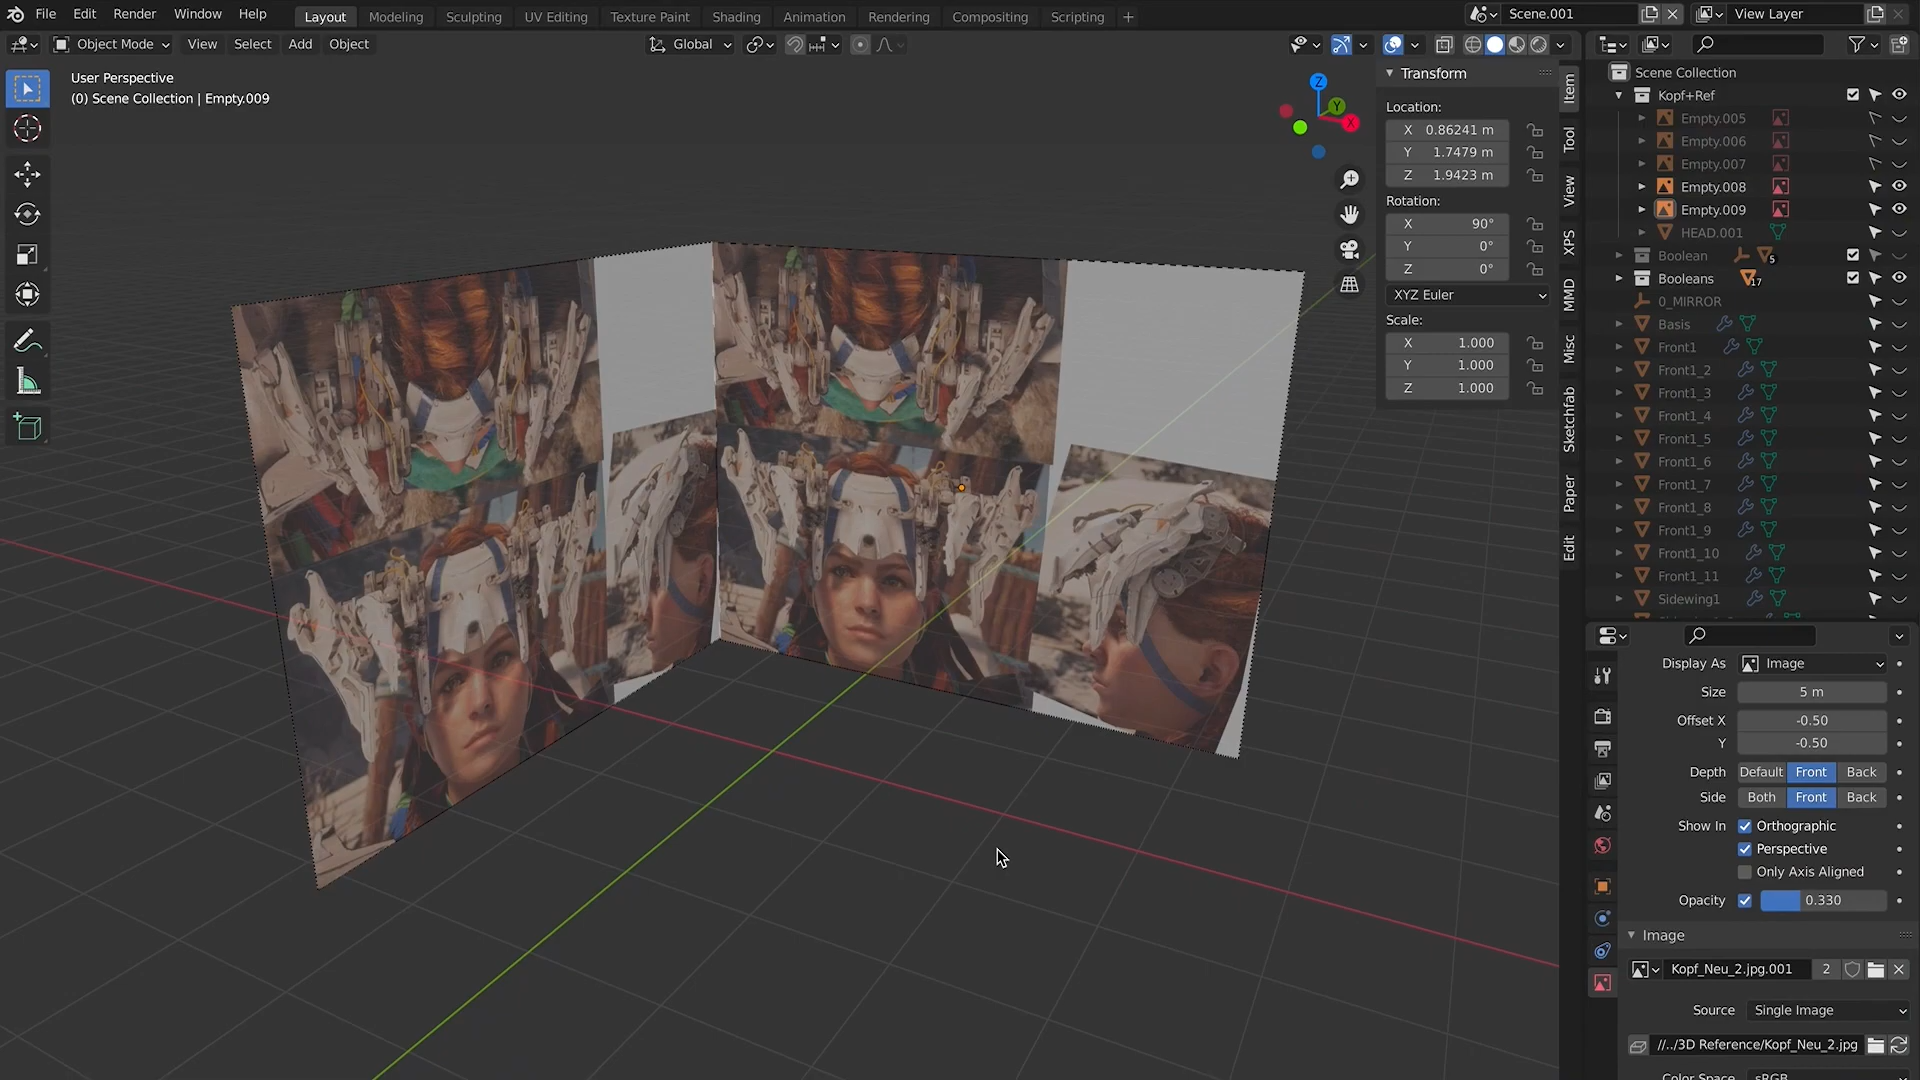 File Edit Render Window Help
Layout Modeling Sculpting UV Editing Texture Paint Shading Animation Rendering Compositing Scripting +
Scene.001
View Layer
Object Mode View Select Add Object
Global
User Perspective
(0) Scene Collection | Empty.009
Z
Y
X
Transform
Location:
X 0.86241 m
Y 1.7479 m
Z 1.9423 m
Rotation:
X 90°
Y 0°
Z 0°
XYZ Euler
Scale:
X 1.000
Y 1.000
Z 1.000
Item
Tool
View
XPS
MMD
Misc
Sketchfab
Paper
Edit
Scene Collection
Kopf+Ref
Empty.005
Empty.006
Empty.007
Empty.008
Empty.009
HEAD.001
Boolean 5
Booleans 17
0_MIRROR
Basis
Front1
Front1_2
Front1_3
Front1_4
Front1_5
Front1_6
Front1_7
Front1_8
Front1_9
Front1_10
Front1_11
Sidewing1
Display As Image
Size 5 m
Offset X -0.50
Y -0.50
Depth Default Front Back
Side Both Front Back
Show In Orthographic
Perspective
Only Axis Aligned
Opacity 0.330
Image
Kopf_Neu_2.jpg.001 2
Source Single Image
//../3D Reference/Kopf_Neu_2.jpg
Color Space sRGB